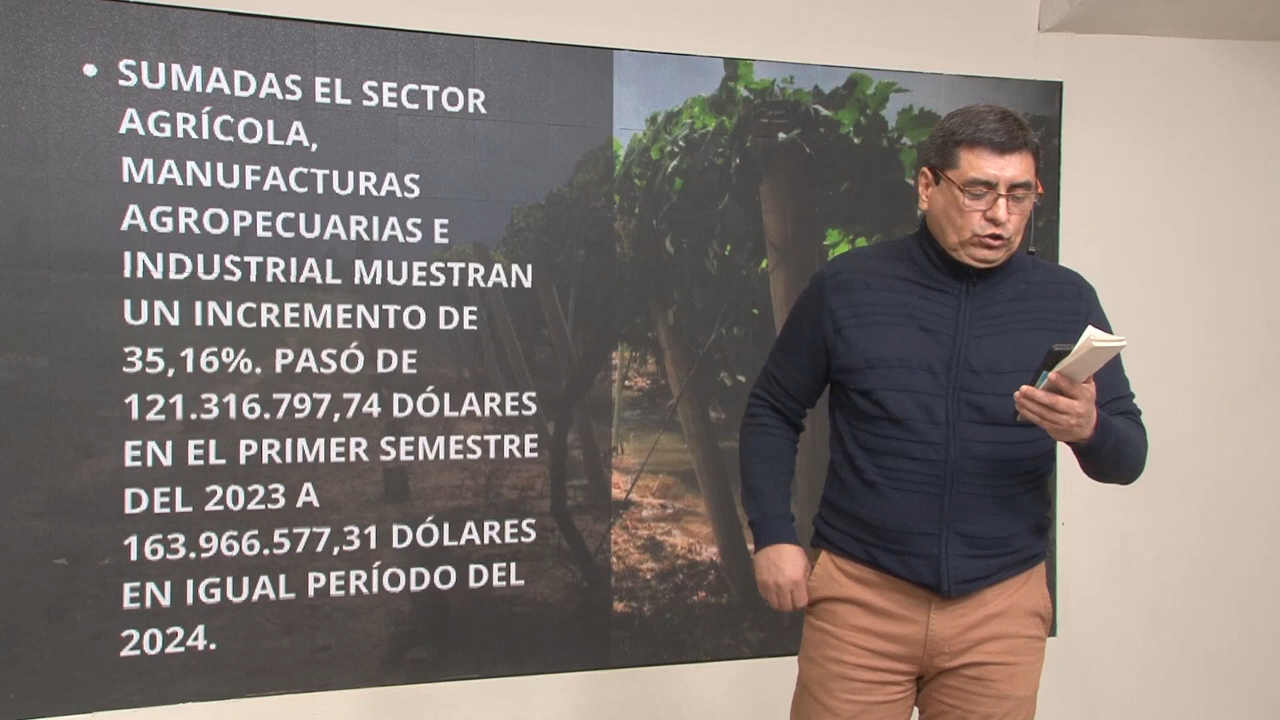 • SUMADAS EL SECTOR
AGRÍCOLA,
MANUFACTURAS
AGROPECUARIAS E
INDUSTRIAL MUESTRAN
UN INCREMENTO DE
35,16%. PASÓ DE
121.316.797,74 DÓLARES
EN EL PRIMER SEMESTRE
DEL 2023 A
163.966.577,31 DÓLARES
EN IGUAL PERÍODO DEL
2024.